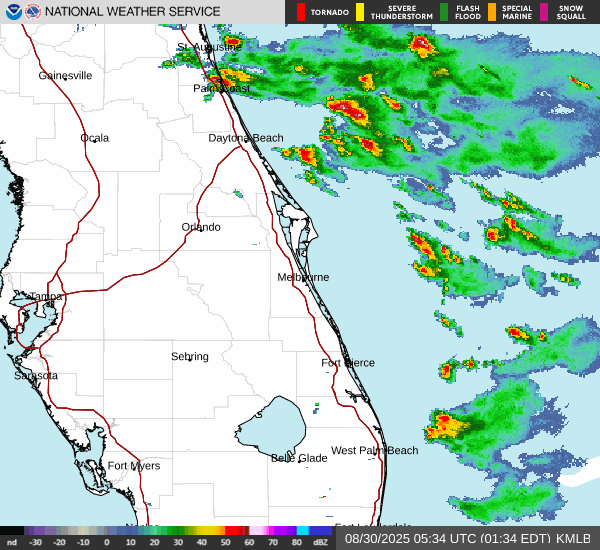 NATIONAL WEATHER SERVICE
TORNADO
SEVERE
THUNDERSTORM
FLASH
FLOOD
SPECIAL
MARINE
SNOW
SQUALL
St. Augustine
Gainesville
Palm Coast
Ocala
Daytona Beach
Orlando
Melbourne
Tampa
Sebring
Fort Pierce
Sarasota
West Palm Beach
Belle Glade
Fort Myers
nd -30 -20 -10 0 10 20 30 40 50 60 70 80 dBZ
08/30/2025 05:34 UTC (01:34 EDT) KMLB